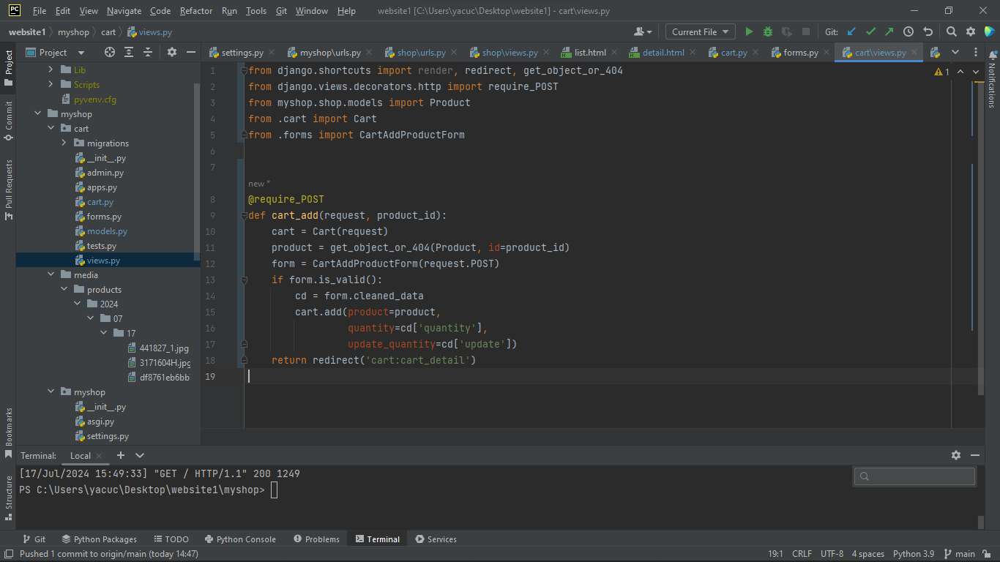 PC File Edit View Navigate Code Refactor Run Tools Git Window Help website1 [C:\Users\yacuc\Desktop\website1] - cart\views.py
website1 myshop cart views.py Current File Git:
Project
Commit
Pull Requests
Bookmarks
Structure
Project
Lib
Scripts
pyvenv.cfg
myshop
cart
migrations
__init__.py
admin.py
apps.py
cart.py
forms.py
models.py
tests.py
views.py
media
products
2024
07
17
441827_1.jpg
3171604H.jpg
df8761eb6bb
myshop
__init__.py
asgi.py
settings.py
settings.py myshop\urls.py shop\urls.py shop\views.py list.html detail.html cart.py forms.py cart\views.py
1 from django.shortcuts import render, redirect, get_object_or_404
2 from django.views.decorators.http import require_POST
3 from myshop.shop.models import Product
4 from .cart import Cart
5 from .forms import CartAddProductForm
6
7
new *
8 @require_POST
9 def cart_add(request, product_id):
10 cart = Cart(request)
11 product = get_object_or_404(Product, id=product_id)
12 form = CartAddProductForm(request.POST)
13 if form.is_valid():
14 cd = form.cleaned_data
15 cart.add(product=product,
16 quantity=cd['quantity'],
17 update_quantity=cd['update'])
18 return redirect('cart:cart_detail')
19
1
Notifications
Terminal: Local
[17/Jul/2024 15:49:33] "GET / HTTP/1.1" 200 1249
PS C:\Users\yacuc\Desktop\website1\myshop>
Git Python Packages TODO Python Console Problems Terminal Services
Pushed 1 commit to origin/main (today 14:47) 19:1 CRLF UTF-8 4 spaces Python 3.9 main